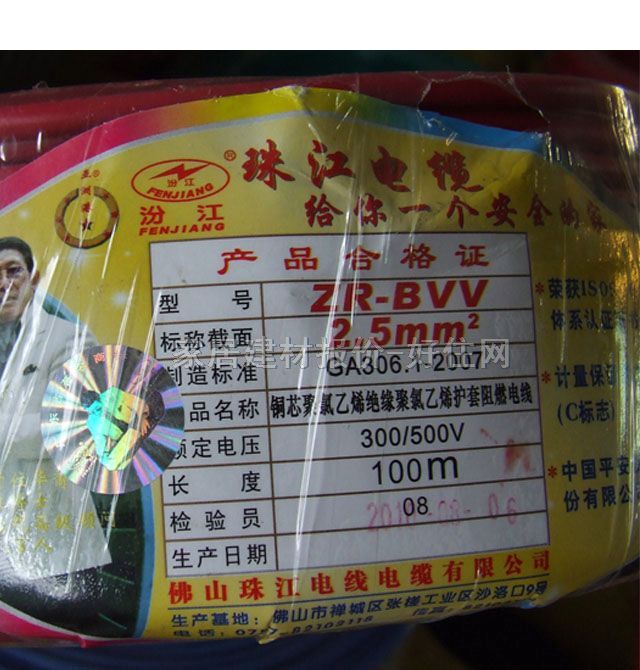 汾江
FENJIANG
®
汾江
FENJIANG
珠江电缆
给你一个安全的家
产品合格证
型号 ZR-BVV
标称截面 2.5mm²
制造标准 GA306.1-2007
品名称 铜芯聚氯乙烯绝缘聚氯乙烯护套阻燃电线
额定电压 300/500V
长度 100m
检验员 08
生产日期
*荣获ISO9
体系认证
*计量保
(C标志)
*中国平安
份有限公
家居建材报价-好住网
佛山珠江电线电缆有限公司
生产基地:佛山市禅城区张槎工业区沙洛口9号
电话:0757-82102118